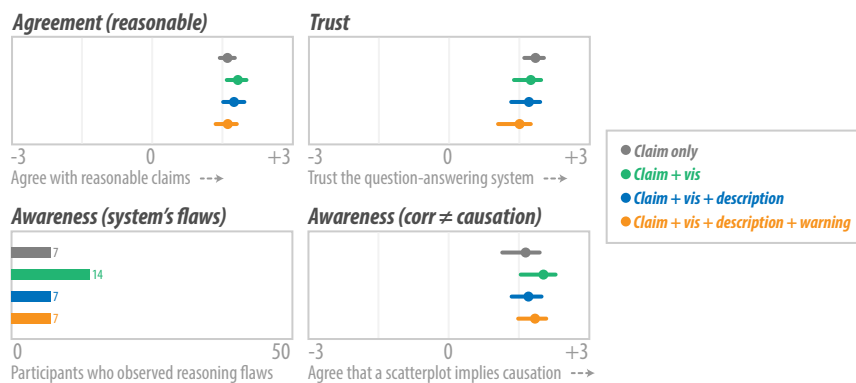 Agreement (reasonable)
Trust
-3 0 +3
-3 0 +3
Agree with reasonable claims
Trust the question-answering system
Claim only
Claim + vis
Claim + vis + description
Claim + vis + description + warning
Awareness (system's flaws)
Awareness (corr ≠ causation)
7
14
7
7
0 50
-3 0 +3
Participants who observed reasoning flaws
Agree that a scatterplot implies causation